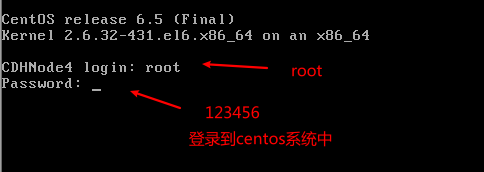 CentOS release 6.5 (Final)
Kernel 2.6.32-431.el6.x86_64 on an x86_64
CDHNode4 login: root
root
Password: _
123456
登录到centos系统中